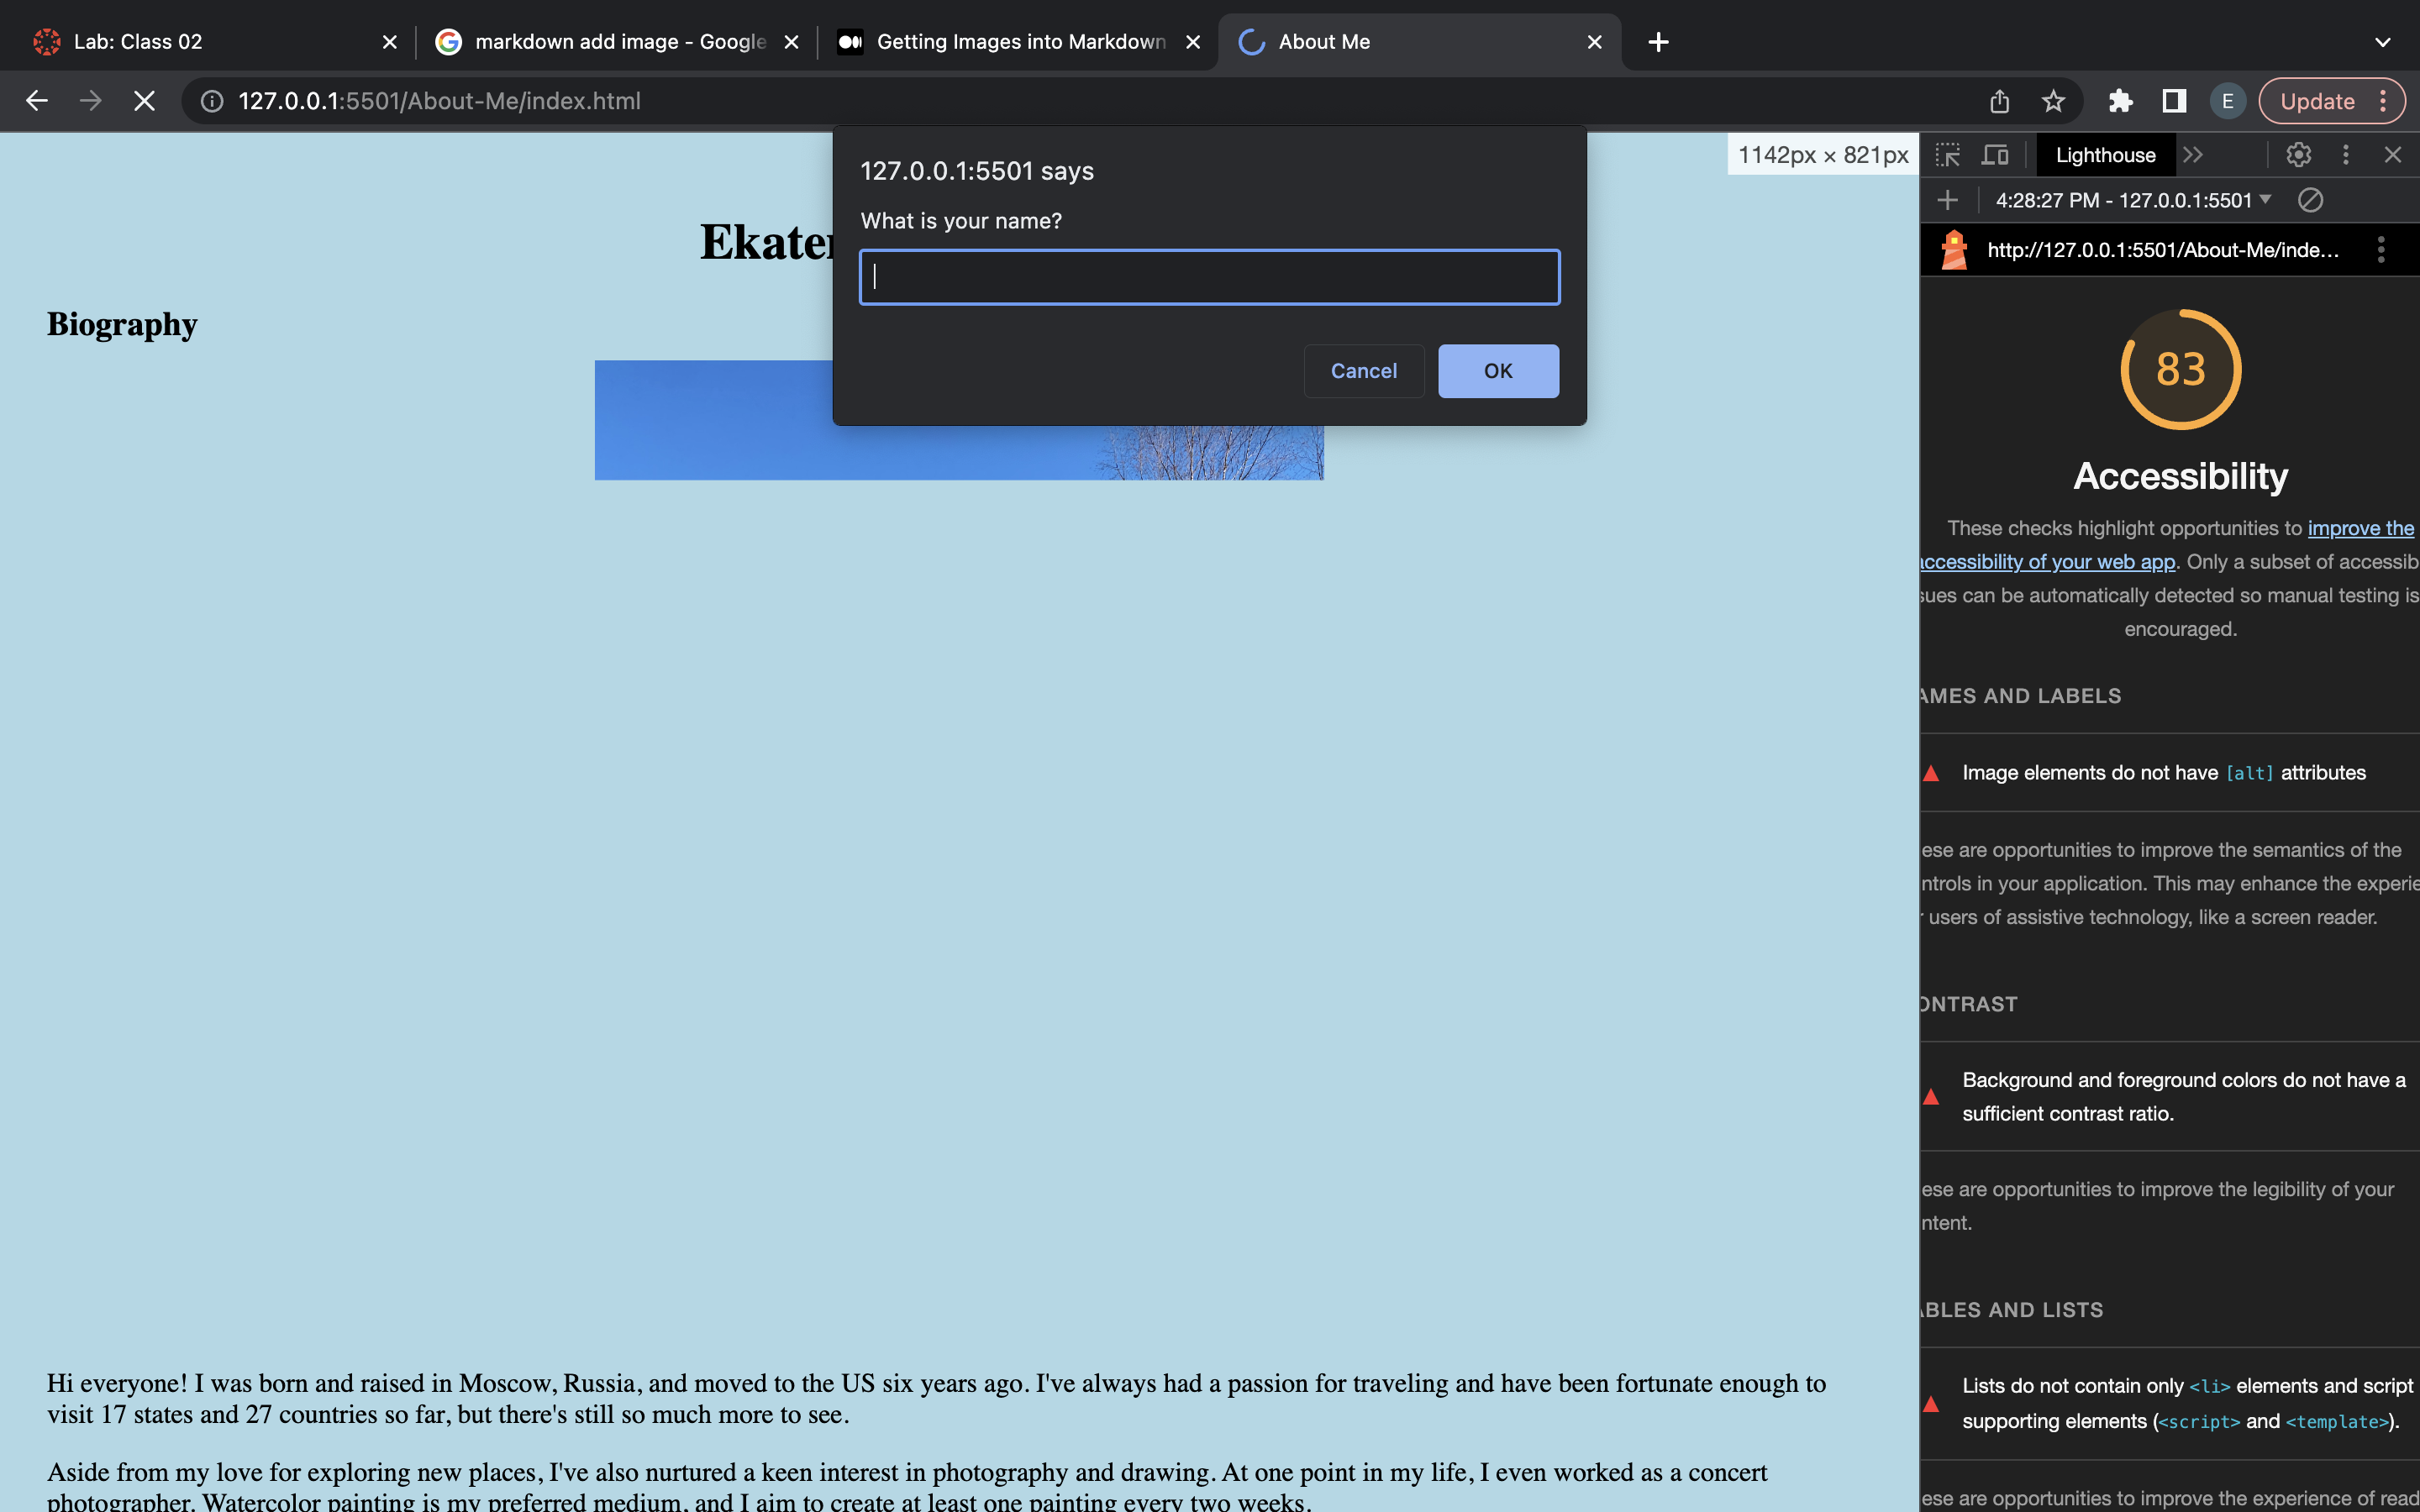 Lab: Class 02
markdown add image - Google
Getting Images into Markdown
About Me
127.0.0.1:5501/About-Me/index.html
E
Update
127.0.0.1:5501 says
What is your name?
Cancel
OK
1142px × 821px
Biography
Hi everyone! I was born and raised in Moscow, Russia, and moved to the US six years ago. I've always had a passion for traveling and have been fortunate enough to
visit 17 states and 27 countries so far, but there's still so much more to see.
Aside from my love for exploring new places, I've also nurtured a keen interest in photography and drawing. At one point in my life, I even worked as a concert
photographer. Watercolor painting is my preferred medium, and I aim to create at least one painting every two weeks.
Lighthouse
4:28:27 PM - 127.0.0.1:5501
http://127.0.0.1:5501/About-Me/inde...
83
Accessibility
These checks highlight opportunities to improve the
accessibility of your web app. Only a subset of accessib
sues can be automatically detected so manual testing is
encouraged.
AMES AND LABELS
Image elements do not have [alt] attributes
ese are opportunities to improve the semantics of the
ntrols in your application. This may enhance the experie
r users of assistive technology, like a screen reader.
ONTRAST
Background and foreground colors do not have a
sufficient contrast ratio.
ese are opportunities to improve the legibility of your
ntent.
ABLES AND LISTS
Lists do not contain only <li> elements and script
supporting elements (<script> and <template>).
ese are opportunities to improve the experience of read